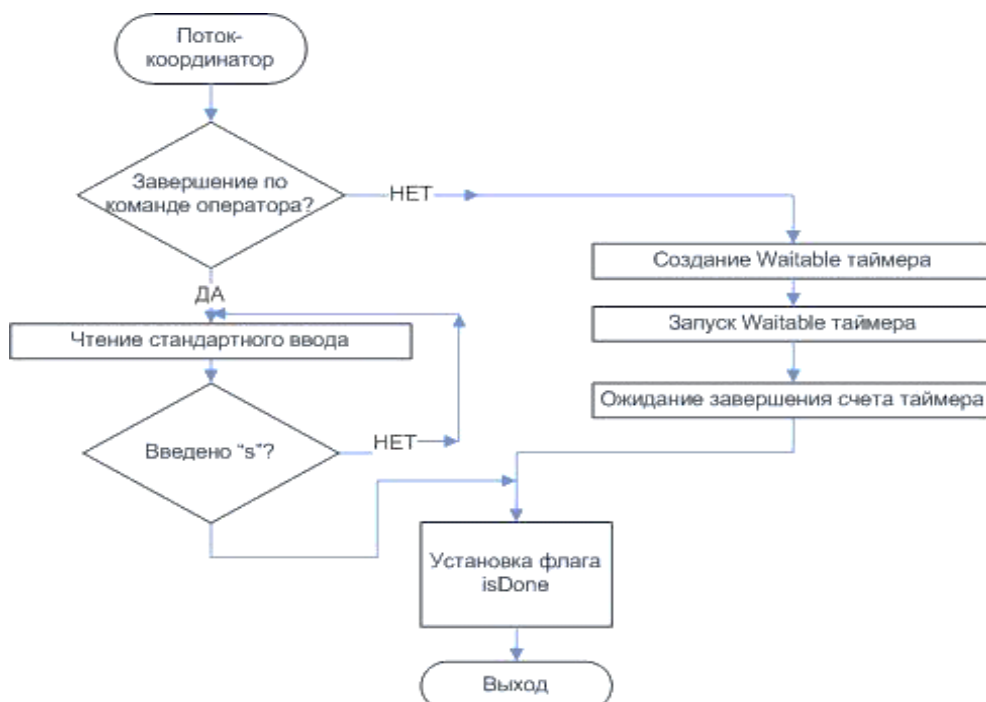 Поток-
координатор
Завершение по
команде оператора?
НЕТ
ДА
Создание Waitable таймера
Запуск Waitable таймера
Чтение стандартного ввода
Ожидание завершения счета таймера
Введено “s”?
НЕТ
Установка флага
isDone
Выход